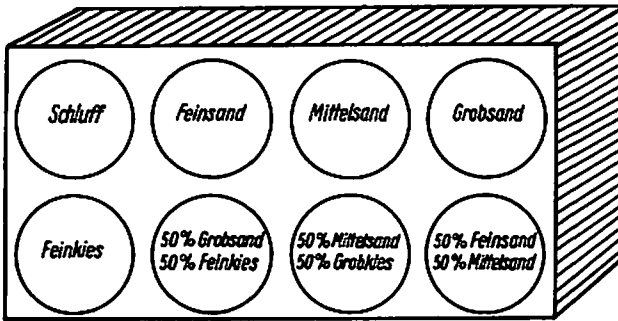 Schluff
Feinsand
Mittelsand
Grobsand
Feinkies
50% Grobsand
50% Feinkies
50% Mittelsand
50% Grobkies
50% Feinsand
50% Mittelsand